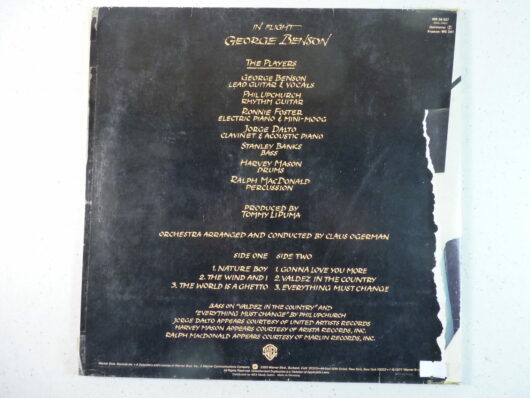 IN FLIGHT
GEORGE BENSON
THE PLAYERS
GEORGE BENSON
LEAD GUITAR & VOCALS
PHIL UPCHURCH
RHYTHM GUITAR
RONNIE FOSTER
ELECTRIC PIANO & MINI-MOOG
JORGE DALTO
CLAVINET & ACOUSTIC PIANO
STANLEY BANKS
BASS
HARVEY MASON
DRUMS
RALPH MACDONALD
PERCUSSION
PRODUCED BY
TOMMY LIPUMA
ORCHESTRA ARRANGED AND CONDUCTED BY CLAUS OGERMAN
SIDE ONE SIDE TWO
1. NATURE BOY 1. GONNA LOVE YOU MORE
2. THE WIND AND I 2. VALDEZ IN THE COUNTRY
3. THE WORLD IS A GHETTO 3. EVERYTHING MUST CHANGE
BASS ON "VALDEZ IN THE COUNTRY" AND
"EVERYTHING MUST CHANGE" BY PHIL UPCHURCH
JORGE DALTO APPEARS COURTESY OF UNITED ARTISTS RECORDS
HARVEY MASON APPEARS COURTESY OF ARISTA RECORDS, INC.
RALPH MACDONALD APPEARS COURTESY OF MARLIN RECORDS, INC.